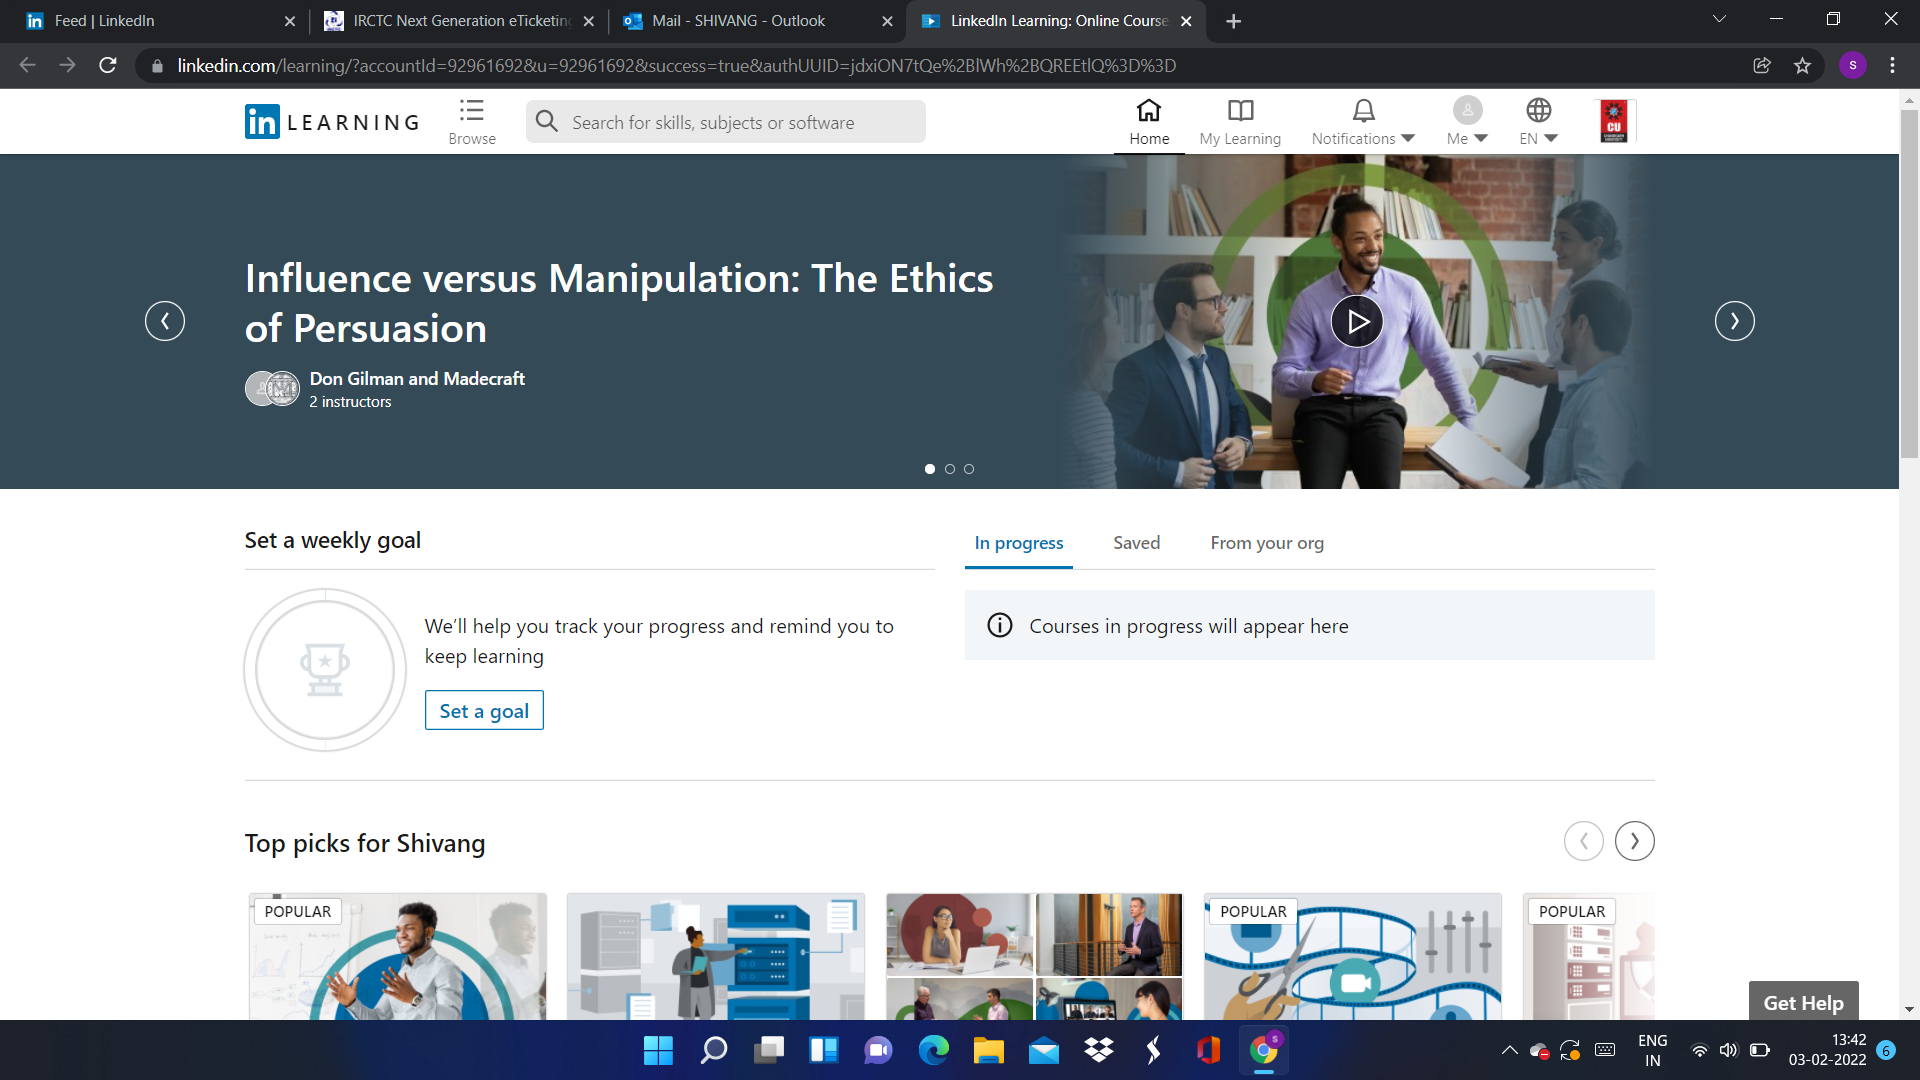 Feed | LinkedIn
IRCTC Next Generation eTicketing
Mail - SHIVANG - Outlook
LinkedIn Learning: Online Course
linkedin.com/learning/?accountId=92961692&u=92961692&success=true&authUUID=jdxiON7tQe%2BlWh%2BQREEtlQ%3D%3D
S
in LEARNING
Browse
Search for skills, subjects or software
Home
My Learning
Notifications
Me
EN
CU
Influence versus Manipulation: The Ethics
of Persuasion
Don Gilman and Madecraft
2 instructors
Set a weekly goal
In progress
Saved
From your org
We’ll help you track your progress and remind you to
keep learning
Set a goal
Courses in progress will appear here
Top picks for Shivang
POPULAR
POPULAR
POPULAR
Get Help
S
ENG
IN
13:42
03-02-2022
6